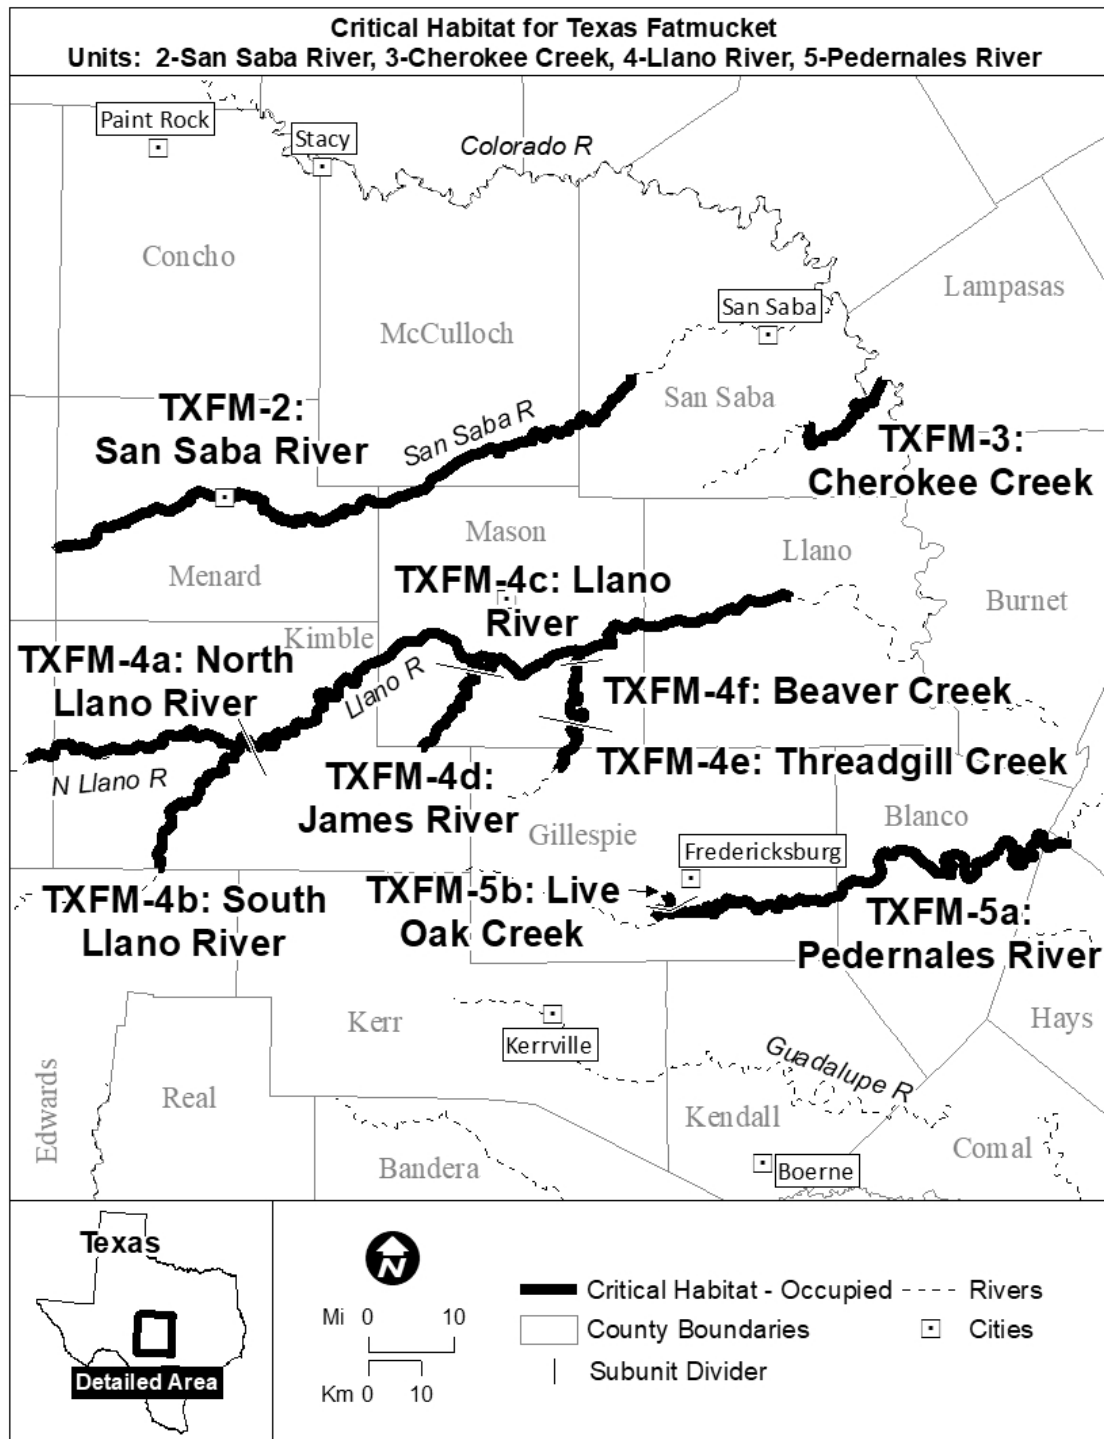 Critical Habitat for Texas Fatmucket
Units: 2-San Saba River, 3-Cherokee Creek, 4-Llano River, 5-Pedernales River
Paint Rock
Stacy
Colorado R
Concho
Lampasas
San Saba
McCulloch
San Saba
TXFM-2:
San Saba River
San Saba R
TXFM-3:
Cherokee Creek
Mason
Llano
Menard
TXFM-4c: Llano
River
Burnet
Kimble
TXFM-4a: North
Llano River
Llano R
TXFM-4f: Beaver Creek
N Llano R
TXFM-4d:
James River
TXFM-4e: Threadgill Creek
Gillespie
Blanco
Fredericksburg
TXFM-4b: South
Llano River
TXFM-5b: Live
Oak Creek
TXFM-5a:
Pedernales River
Kerr
Kerrville
Hays
Guadalupe R
Edwards
Real
Kendall
Comal
Bandera
Boerne
Texas
Detailed Area
N
Mi 0 10
Km 0 10
Critical Habitat - Occupied
Rivers
County Boundaries
Cities
Subunit Divider